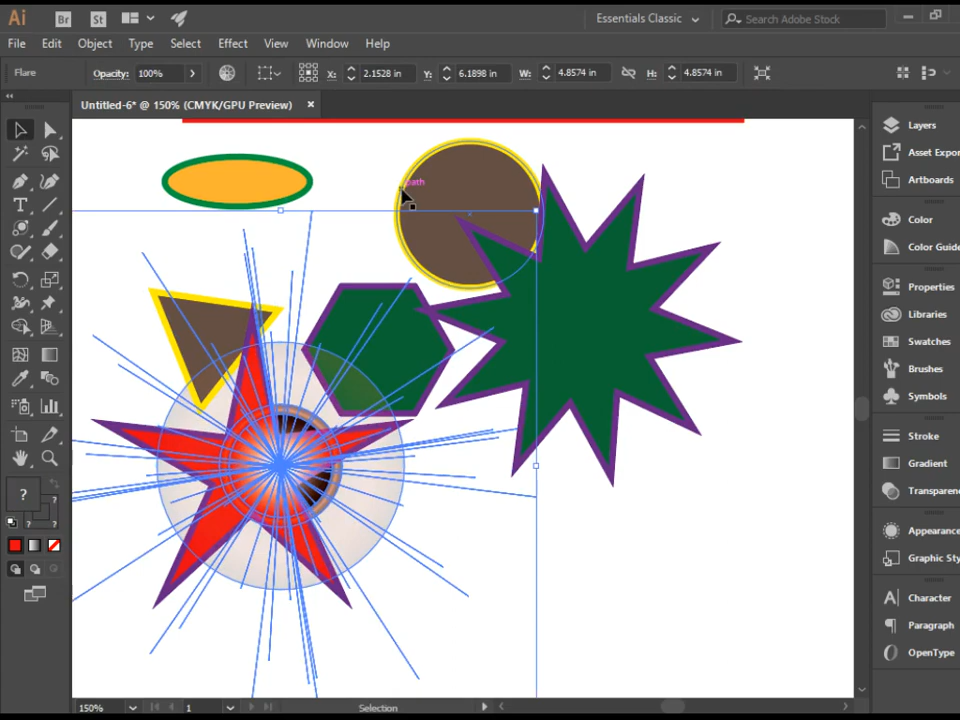 Ai Br St Essentials Classic Search Adobe Stock
File Edit Object Type Select Effect View Window Help
Flare Opacity: 100% X: 2.1528 in Y: 6.1898 in W: 4.8574 in H: 4.8574 in
Untitled-6* @ 150% (CMYK/GPU Preview) ×
path
Layers
Asset Expor
Artboards
Color
Color Guide
Properties
Libraries
Swatches
Brushes
Symbols
Stroke
Gradient
Transparen
Appearanc
Graphic Sty
Character
Paragraph
OpenType
T
?
?
?
?
A
150% 1 Selection